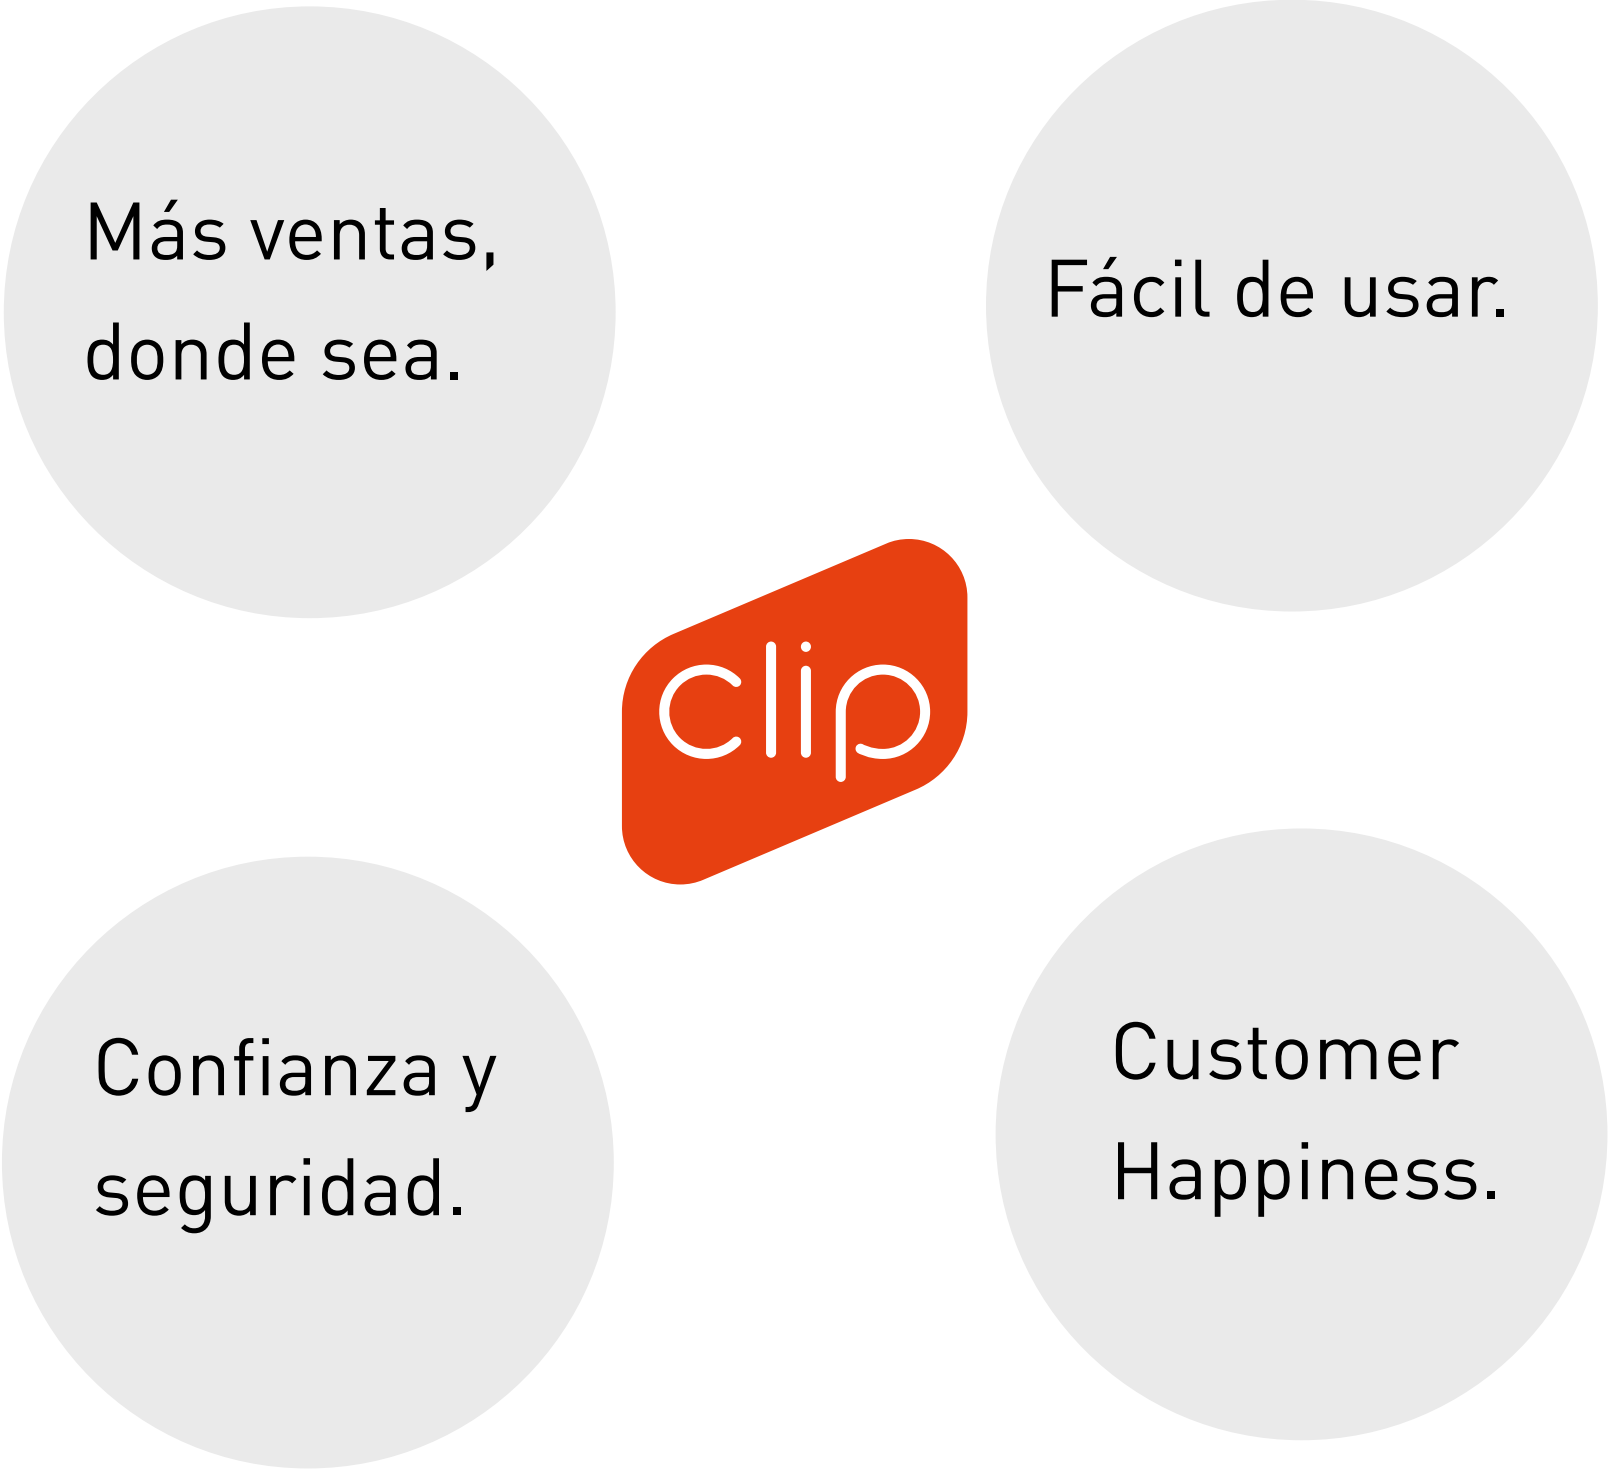 Más ventas,
donde sea.
Fácil de usar.
clip
Confianza y
seguridad.
Customer
Happiness.